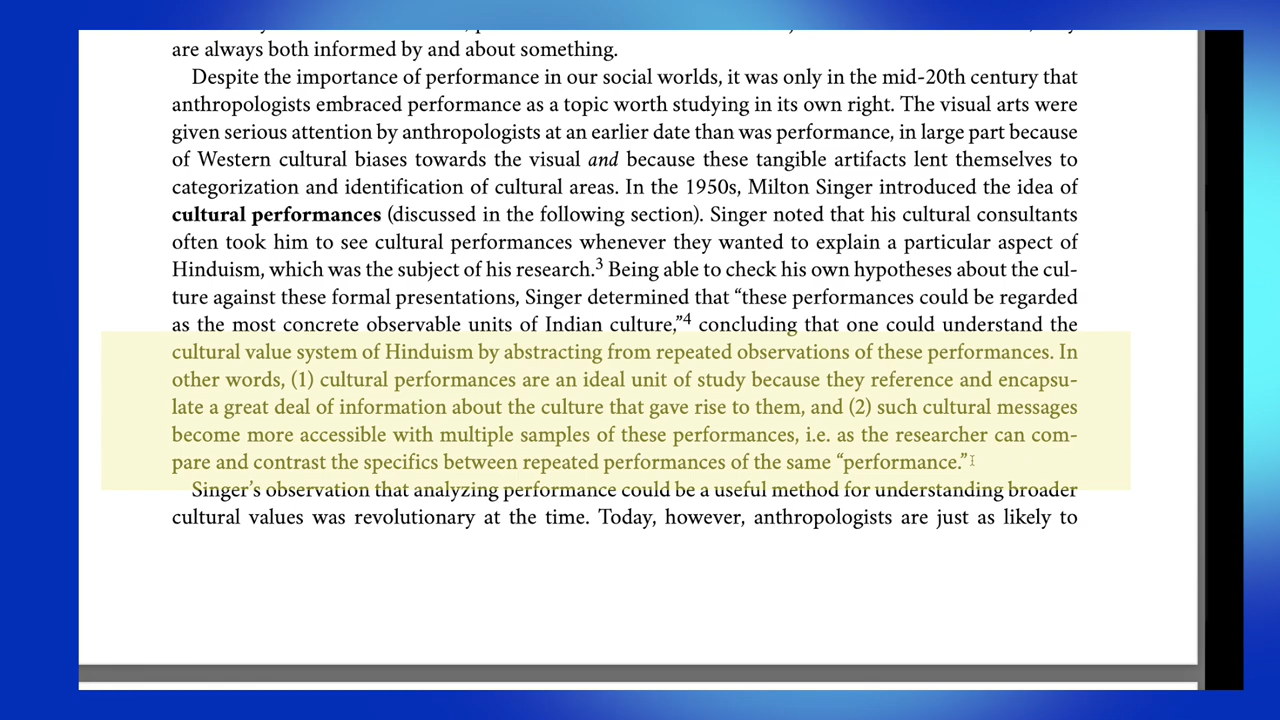 are always both informed by and about something.
Despite the importance of performance in our social worlds, it was only in the mid-20th century that
anthropologists embraced performance as a topic worth studying in its own right. The visual arts were
given serious attention by anthropologists at an earlier date than was performance, in large part because
of Western cultural biases towards the visual and because these tangible artifacts lent themselves to
categorization and identification of cultural areas. In the 1950s, Milton Singer introduced the idea of
cultural performances (discussed in the following section). Singer noted that his cultural consultants
often took him to see cultural performances whenever they wanted to explain a particular aspect of
Hinduism, which was the subject of his research.3 Being able to check his own hypotheses about the cul-
ture against these formal presentations, Singer determined that “these performances could be regarded
as the most concrete observable units of Indian culture,”4 concluding that one could understand the
cultural value system of Hinduism by abstracting from repeated observations of these performances. In
other words, (1) cultural performances are an ideal unit of study because they reference and encapsu-
late a great deal of information about the culture that gave rise to them, and (2) such cultural messages
become more accessible with multiple samples of these performances, i.e. as the researcher can com-
pare and contrast the specifics between repeated performances of the same “performance.”
Singer’s observation that analyzing performance could be a useful method for understanding broader
cultural values was revolutionary at the time. Today, however, anthropologists are just as likely to